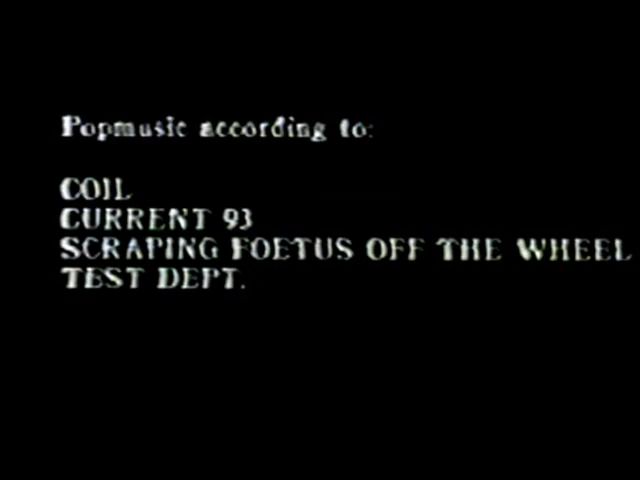 Popmusic according to:
COIL
CURRENT 93
SCRAPING FOETUS OFF THE WHEEL
TEST DEPT.